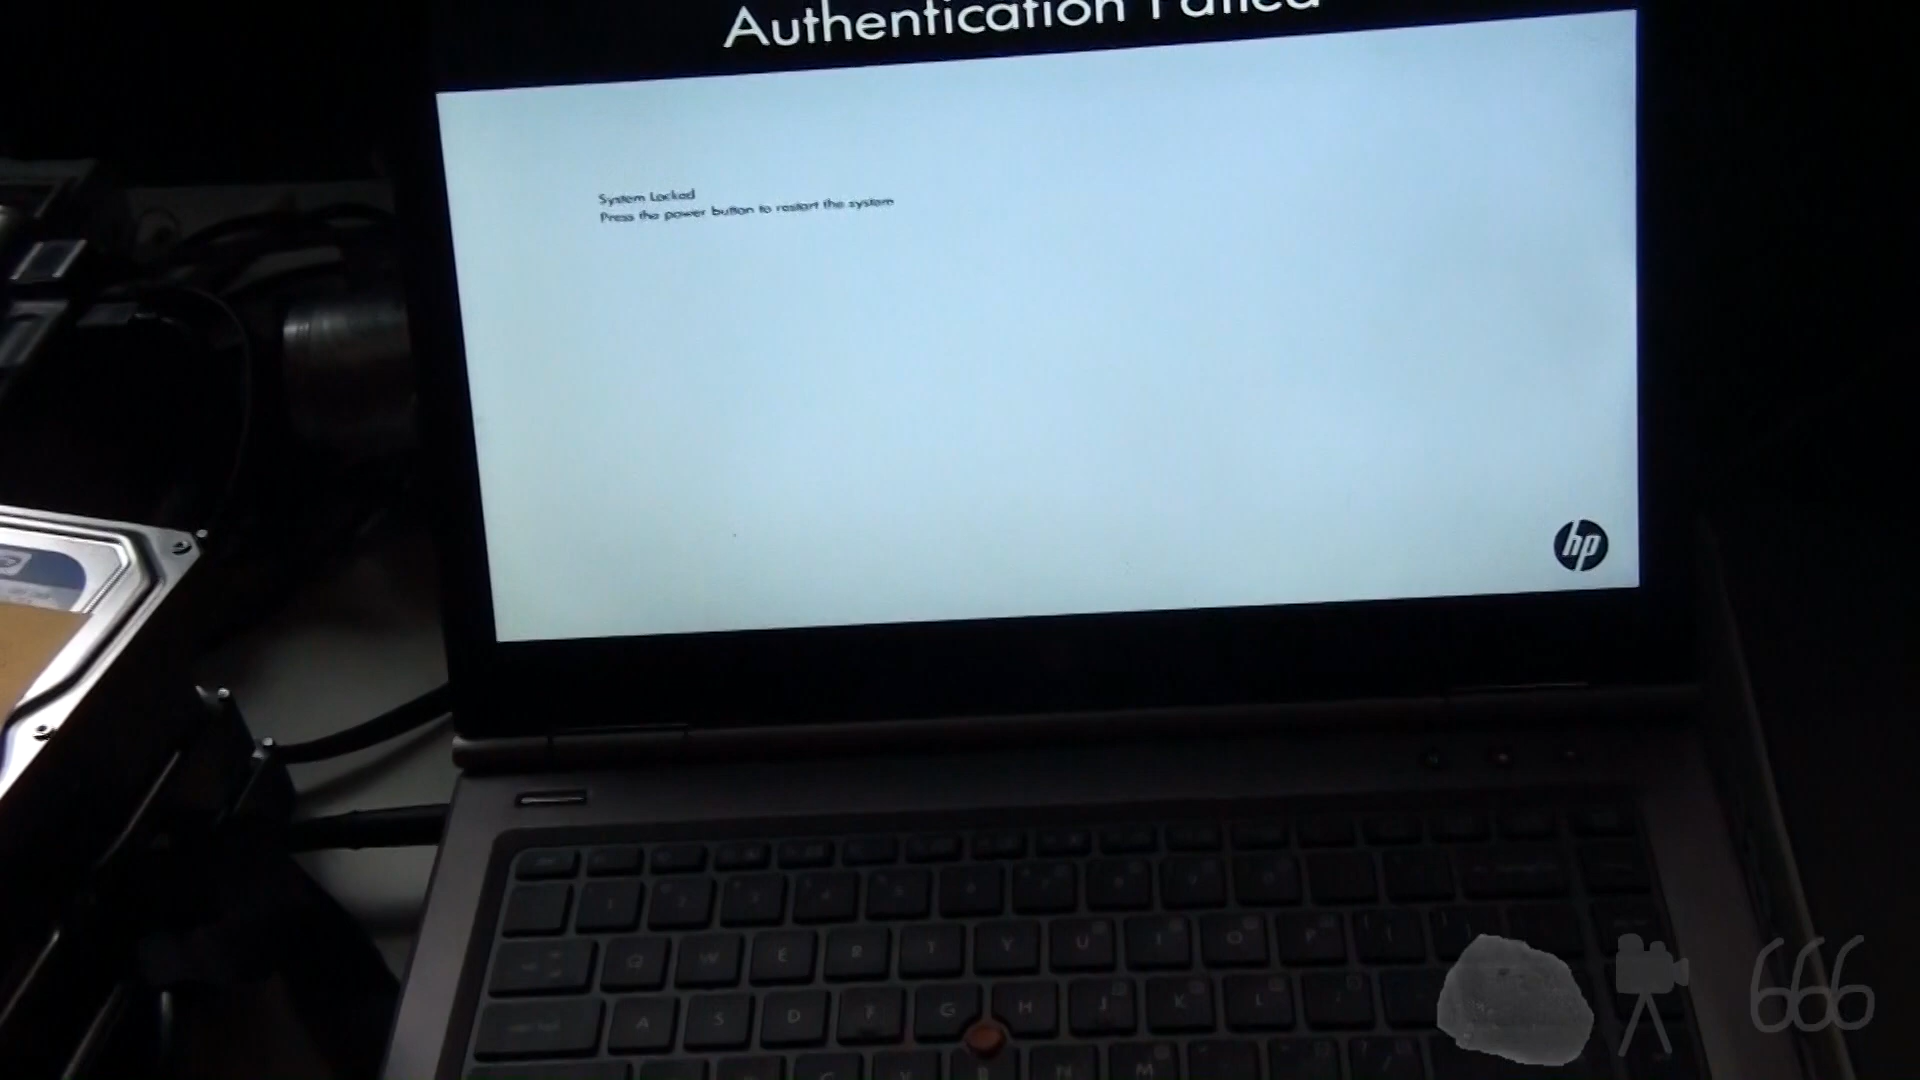 Authentication Failed
System Locked
Press the power button to restart the system
hp
Q W E R T Y U I O P
A S D F G H J K L
M
666